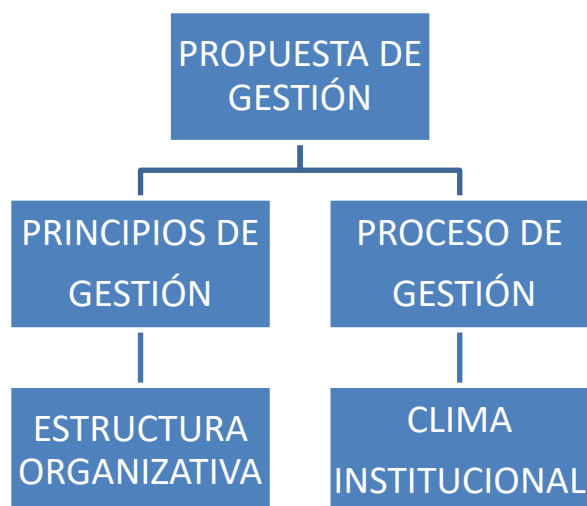 PROPUESTA DE
GESTIÓN
PRINCIPIOS DE
GESTIÓN
PROCESO DE
GESTIÓN
ESTRUCTURA
ORGANIZATIVA
CLIMA
INSTITUCIONAL